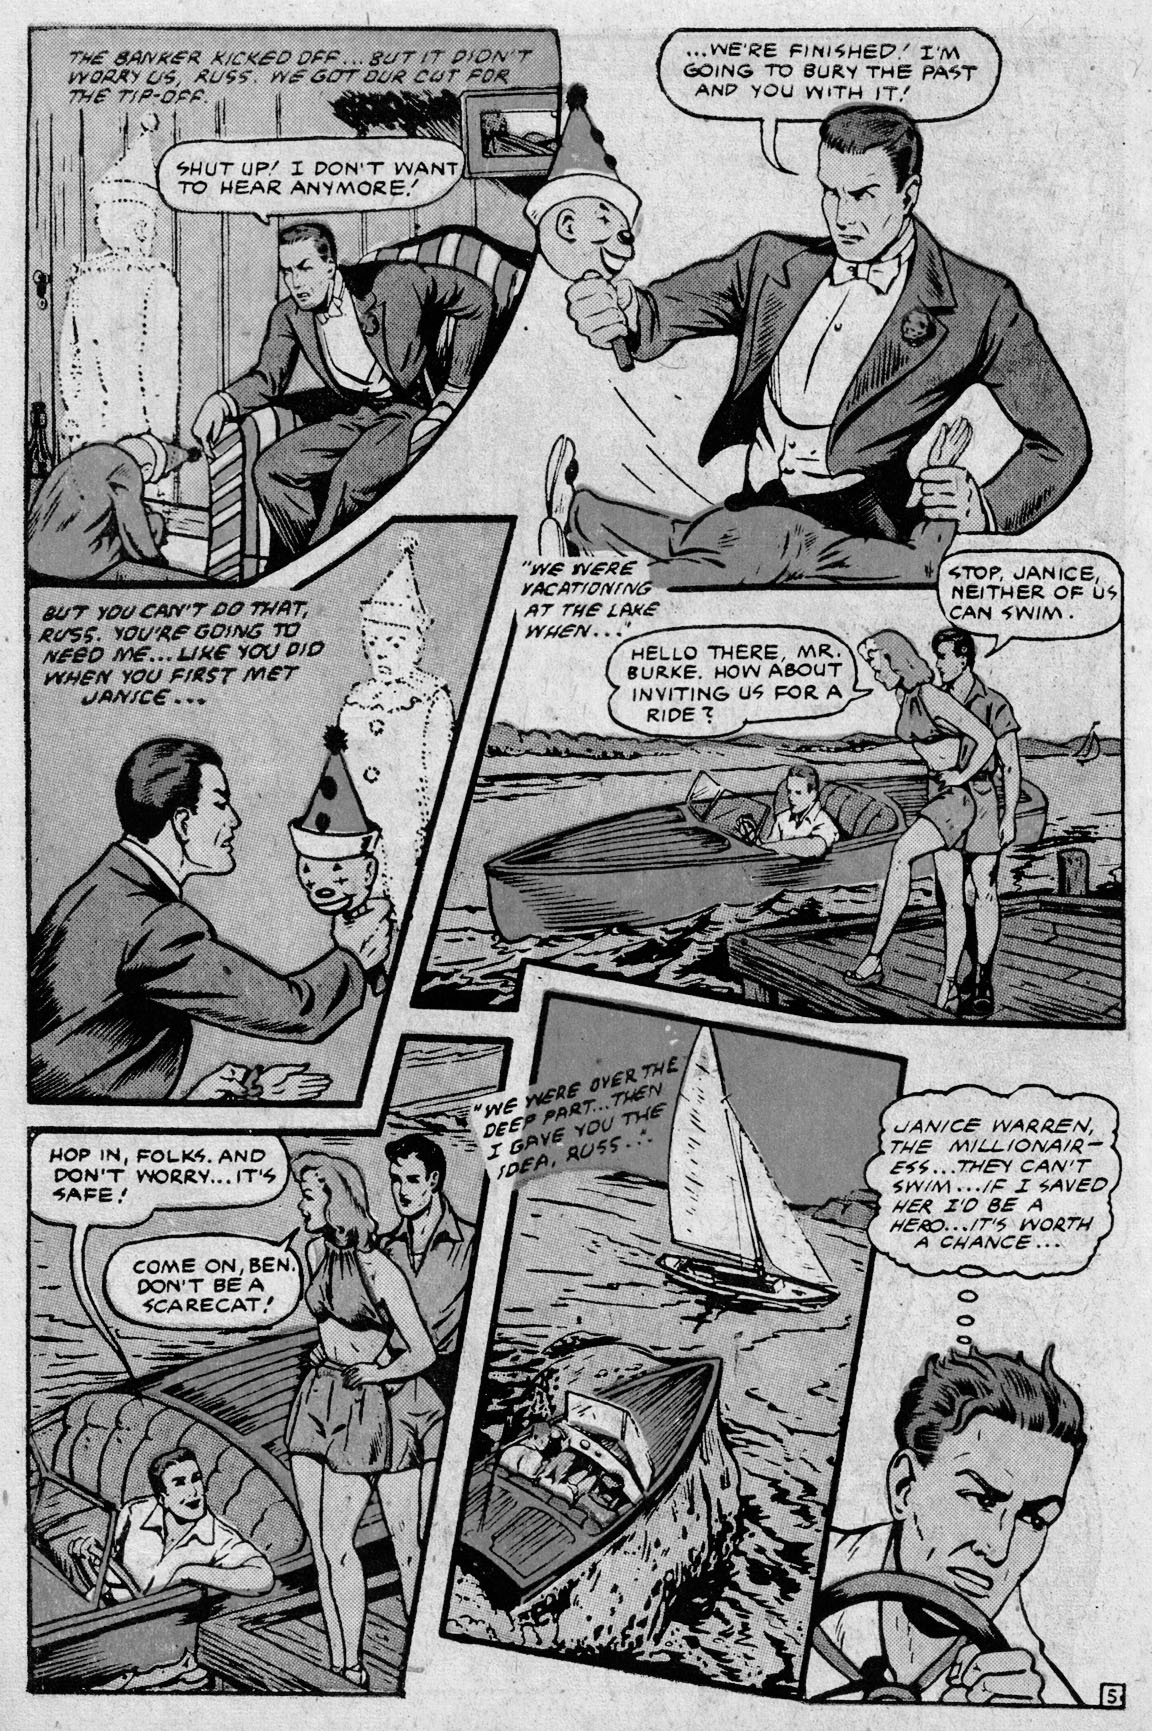 THE BANKER KICKED OFF...BUT IT DIDN'T
WORRY US, RUSS. WE GOT OUR CUT FOR
THE TIP-OFF.
SHUT UP! I DON'T WANT
TO HEAR ANYMORE!
...WE'RE FINISHED! I'M
GOING TO BURY THE PAST
AND YOU WITH IT!
BUT YOU CAN'T DO THAT,
RUSS. YOU'RE GOING TO
NEED ME...LIKE YOU DID
WHEN YOU FIRST MET
JANICE...
"WE WERE
VACATIONING
AT THE LAKE
WHEN..."
HELLO THERE, MR.
BURKE. HOW ABOUT
INVITING US FOR A
RIDE?
STOP, JANICE,
NEITHER OF US
CAN SWIM.
HOP IN, FOLKS. AND
DON'T WORRY...IT'S
SAFE!
COME ON, BEN.
DON'T BE A
SCARECAT!
"WE WERE OVER THE
DEEP PART...THEN
I GAVE YOU THE
IDEA, RUSS..."
JANICE WARREN,
THE MILLIONAIR-
ESS...THEY CAN'T
SWIM...IF I SAVED
HER I'D BE A
HERO...IT'S WORTH
A CHANCE...
5